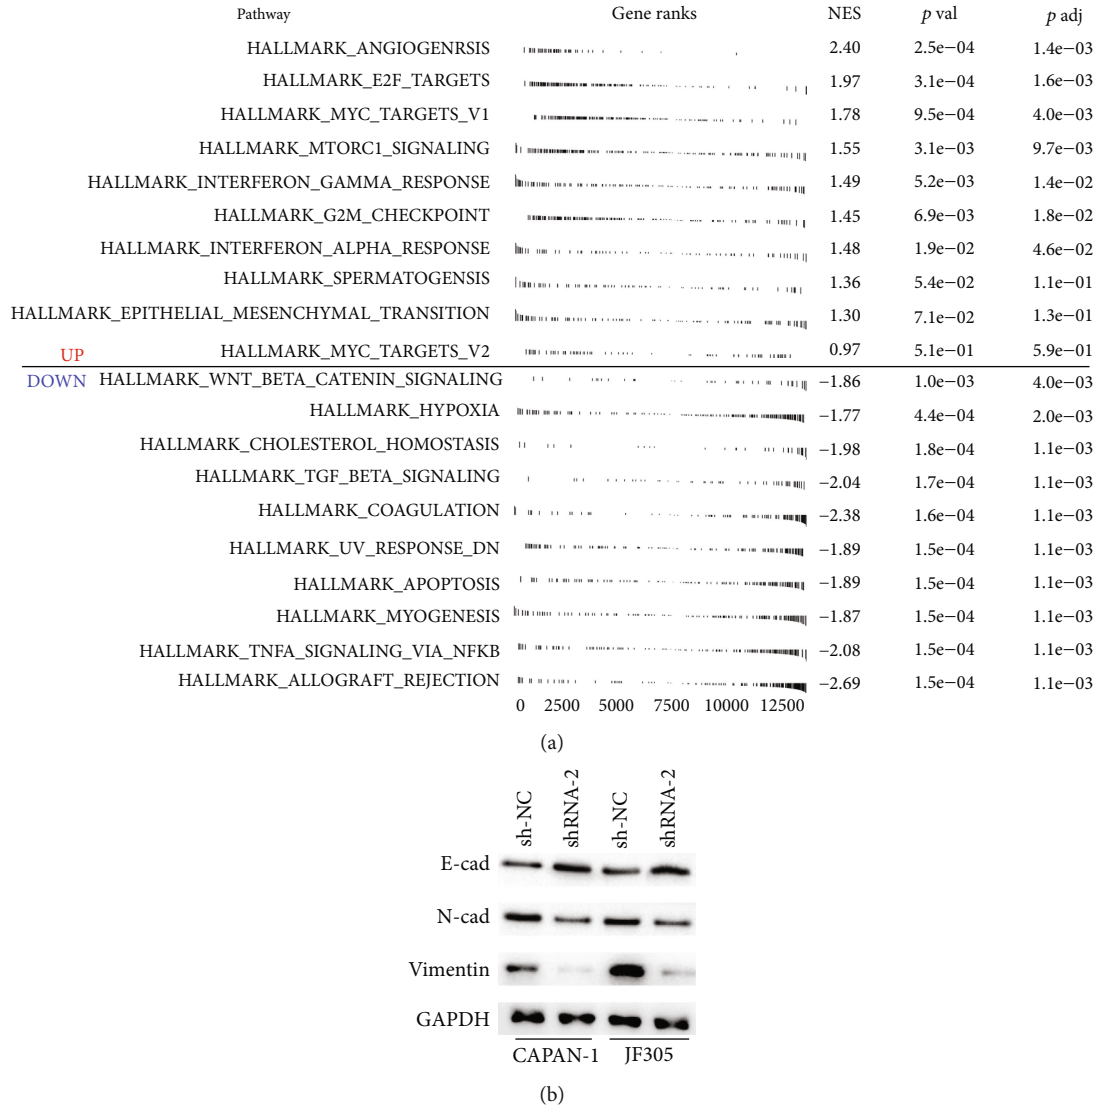 Pathway Gene ranks NES p val p adj
HALLMARK_ANGIOGENRSIS 2.40 2.5e−04 1.4e−03
HALLMARK_E2F_TARGETS 1.97 3.1e−04 1.6e−03
HALLMARK_MYC_TARGETS_V1 1.78 9.5e−04 4.0e−03
HALLMARK_MTORC1_SIGNALING 1.55 3.1e−03 9.7e−03
HALLMARK_INTERFERON_GAMMA_RESPONSE 1.49 5.2e−03 1.4e−02
HALLMARK_G2M_CHECKPOINT 1.45 6.9e−03 1.8e−02
HALLMARK_INTERFERON_ALPHA_RESPONSE 1.48 1.9e−02 4.6e−02
HALLMARK_SPERMATOGENSIS 1.36 5.4e−02 1.1e−01
HALLMARK_EPITHELIAL_MESENCHYMAL_TRANSITION 1.30 7.1e−02 1.3e−01
UP HALLMARK_MYC_TARGETS_V2 0.97 5.1e−01 5.9e−01
DOWN HALLMARK_WNT_BETA_CATENIN_SIGNALING −1.86 1.0e−03 4.0e−03
HALLMARK_HYPOXIA −1.77 4.4e−04 2.0e−03
HALLMARK_CHOLESTEROL_HOMOSTASIS −1.98 1.8e−04 1.1e−03
HALLMARK_TGF_BETA_SIGNALING −2.04 1.7e−04 1.1e−03
HALLMARK_COAGULATION −2.38 1.6e−04 1.1e−03
HALLMARK_UV_RESPONSE_DN −1.89 1.5e−04 1.1e−03
HALLMARK_APOPTOSIS −1.89 1.5e−04 1.1e−03
HALLMARK_MYOGENESIS −1.87 1.5e−04 1.1e−03
HALLMARK_TNFA_SIGNALING_VIA_NFKB −2.08 1.5e−04 1.1e−03
HALLMARK_ALLOGRAFT_REJECTION −2.69 1.5e−04 1.1e−03
0 2500 5000 7500 10000 12500
(a)
sh-NC shRNA-2 sh-NC shRNA-2
E-cad
N-cad
Vimentin
GAPDH
CAPAN-1 JF305
(b)